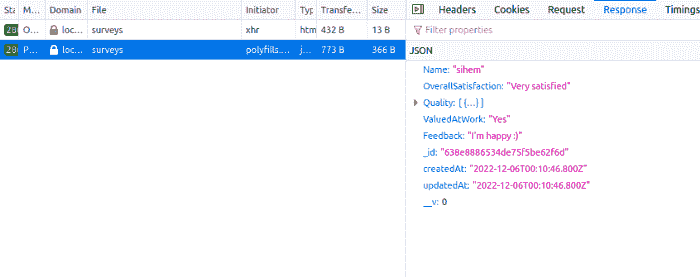 Sta M... Domain File Initiator Typ Transfe... Size
20 O... loc... surveys xhr htm 432 B 13 B
20 P... loc... surveys polyfills.... j... 773 B 366 B
Headers Cookies Request Response Timings
Filter properties
JSON
Name: "sihem"
OverallSatisfaction: "Very satisfied"
Quality: [ {...} ]
ValuedAtWork: "Yes"
Feedback: "I'm happy :)"
_id: "638e8886534de75f5be62f6d"
createdAt: "2022-12-06T00:10:46.800Z"
updatedAt: "2022-12-06T00:10:46.800Z"
__v: 0